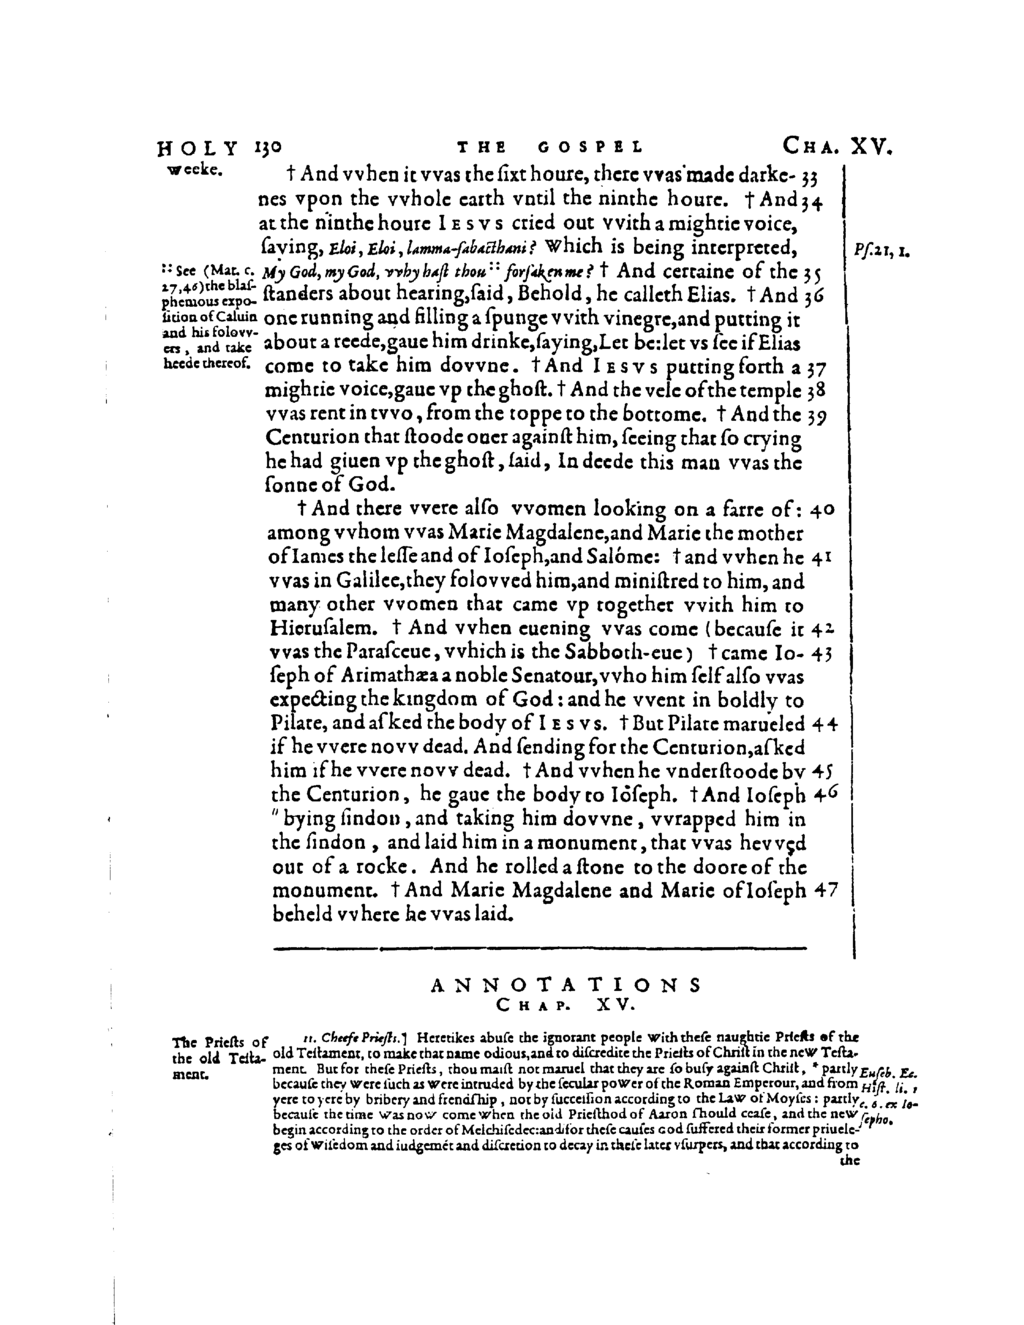 HOLY 130 THE GOSPEL CHA. XV.
weeke.
† And vvhen it vvas the ſixt houre, there vvas made darke- 33
nes vpon the vvhole earth vntil the ninthe houre. † And 34
at the ninthe houre IESVS cried out vvith a mightie voice,
ſaying, Eloi, Eloi, lamma-ſabacthani? Which is being interpreted,
Pſ. 21, 1.
My God, my God, vvhy haſt thou :: forſaken me? † And certaine of the 35
ſtanders about hearing, ſaid, Behold, he calleth Elias. † And 36
one running and filling a ſpunge vvith vinegre, and putting it
about a reede, gaue him drinke, ſaying, Let be: let vs ſee if Elias
come to take him dovvne. † And IESVS putting forth a 37
mightie voice, gaue vp the ghoſt. † And the vele of the temple 38
vvas rent in tvvo, from the toppe to the bottome. † And the 39
Centurion that ſtoode ouer againſt him, ſeeing that ſo crying
he had giuen vp the ghoſt, ſaid, In deede this man vvas the
ſonne of God.
:: See (Mat. c.
27,46) the blaſ-
phemous expo-
ſition of Caluin
and his folovv-
ers, and take
heede thereof.
† And there vvere alſo vvomen looking on a farre of: 40
among vvhom vvas Marie Magdalene, and Marie the mother
of Iames the leſſe and of Ioſeph, and Salóme: † and vvhen he 41
vvas in Galilee, they folovved him, and miniſtred to him, and
many other vvomen that came vp together vvith him to
Hieruſalem. † And vvhen euening vvas come (becauſe it 42
vvas the Paraſceue, vvhich is the Sabboth-eue) † came Io- 43
ſeph of Arimathæa a noble Senatour, vvho him ſelf alſo vvas
expecting the kingdom of God: and he vvent in boldly to
Pilate, and aſked the body of IESVS. † But Pilate marueled 44
if he vvere novv dead. And ſending for the Centurion, aſked
him if he vvere novv dead. † And vvhen he vnderſtoode by 45
the Centurion, he gaue the body to Ióſeph. † And Ioſeph 46
" bying ſindon, and taking him dovvne, vvrapped him in
the ſindon, and laid him in a monument, that vvas hevved
out of a rocke. And he rolled a ſtone to the doore of the
monument. † And Marie Magdalene and Marie of Ioſeph 47
beheld vvhere he vvas laid.
ANNOTATIONS
CHAP. XV.
The Prieſts of
the old Teſta-
ment.
11. Cheefe Prieſts.] Heretikes abuſe the ignorant people with theſe naughtie Prieſts of the
old Teſtament, to make that name odious, and to diſcredite the Prieſts of Chriſt in the new Teſta-
ment. But for theſe Prieſts, thou maiſt not maruel that they are ſo buſy againſt Chriſt, * partly
becauſe they were ſuch as were intruded by the ſecular power of the Roman Emperour, and from
yere to yere by bribery and frendſhip, not by ſucceſſion according to the Law of Moyſes: partly
becauſe the time was now come when the old Prieſthod of Aaron ſhould ceaſe, and the new
begin according to the order of Melchiſedec: and for theſe cauſes God ſuffered their former priuele-
ges of wiſedom and iudgemét and diſcretion to decay in theſe later vſurpers, and that according to
the
Euſeb. Ec.
Hiſt. li. 1
c. 6. ex Io-
ſepho.